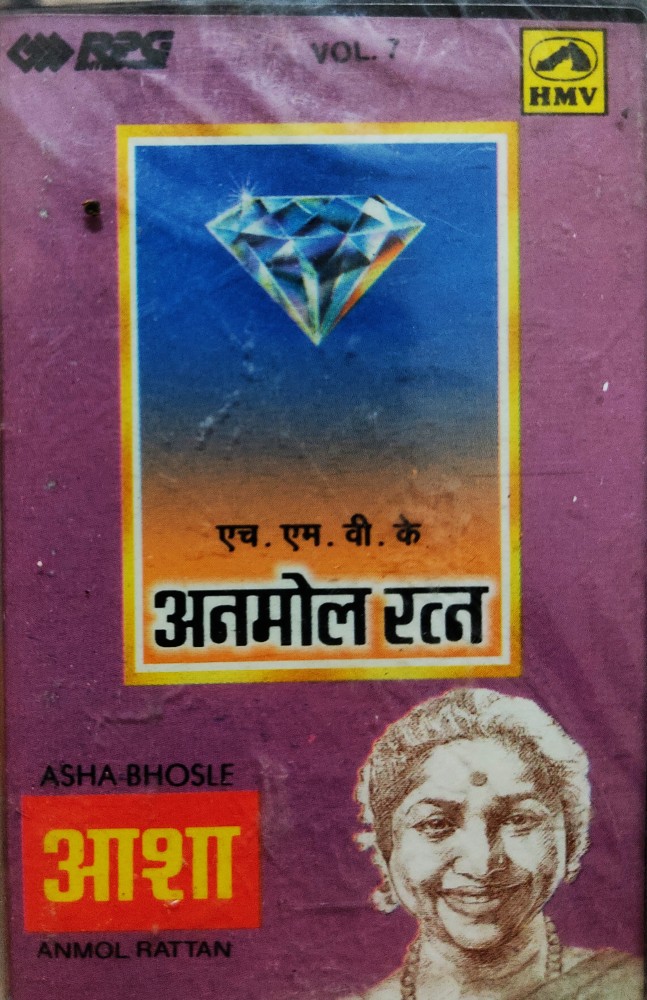 RPG
VOL. 7
HMV
एच. एम. वी. के
अनमोल रत्न
ASHA-BHOSLE
आशा
ANMOL RATTAN